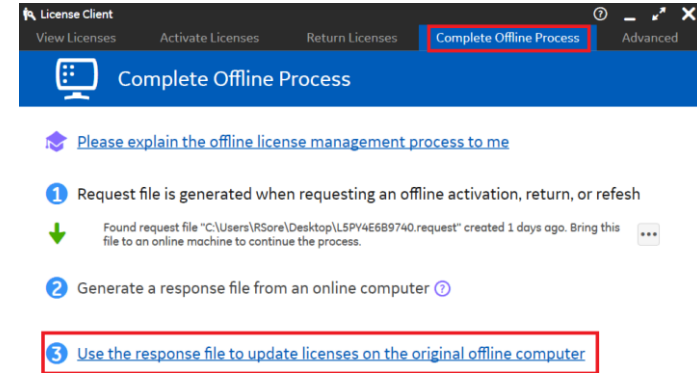 License Client
View Licenses Activate Licenses Return Licenses Complete Offline Process Advanced
Complete Offline Process
Please explain the offline license management process to me
1 Request file is generated when requesting an offline activation, return, or refesh
Found request file "C:\Users\RSore\Desktop\L5PY4E6B9740.request" created 1 days ago. Bring this
file to an online machine to continue the process.
2 Generate a response file from an online computer ?
3 Use the response file to update licenses on the original offline computer